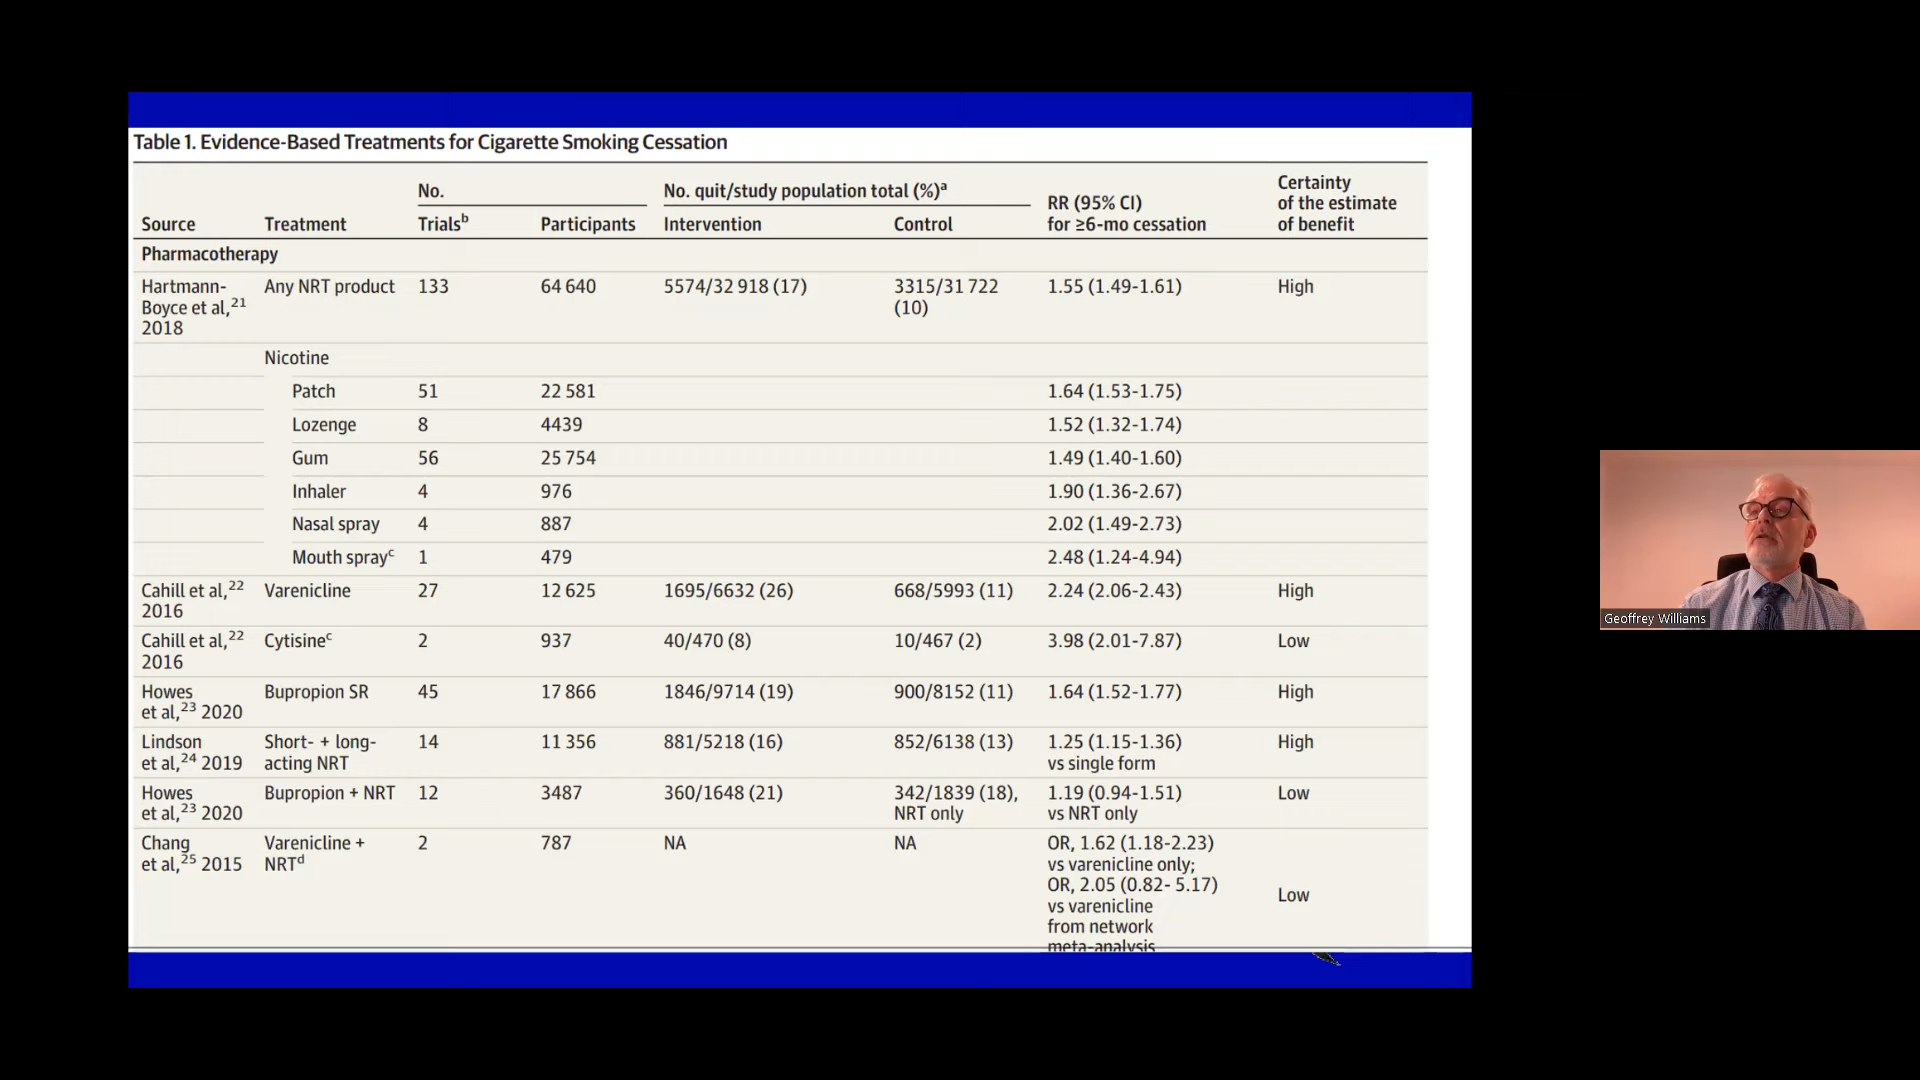 Table 1. Evidence-Based Treatments for Cigarette Smoking Cessation
No. No. quit/study population total (%)a RR (95% CI) for ≥6-mo cessation Certainty of the estimate of benefit
Source Treatment Trialsb Participants Intervention Control
Pharmacotherapy
Hartmann-Boyce et al,21 2018 Any NRT product 133 64 640 5574/32 918 (17) 3315/31 722 (10) 1.55 (1.49-1.61) High
Nicotine
Patch 51 22 581 1.64 (1.53-1.75)
Lozenge 8 4439 1.52 (1.32-1.74)
Gum 56 25 754 1.49 (1.40-1.60)
Inhaler 4 976 1.90 (1.36-2.67)
Nasal spray 4 887 2.02 (1.49-2.73)
Mouth sprayc 1 479 2.48 (1.24-4.94)
Cahill et al,22 2016 Varenicline 27 12 625 1695/6632 (26) 668/5993 (11) 2.24 (2.06-2.43) High
Cahill et al,22 2016 Cytisinec 2 937 40/470 (8) 10/467 (2) 3.98 (2.01-7.87) Low
Howes et al,23 2020 Bupropion SR 45 17 866 1846/9714 (19) 900/8152 (11) 1.64 (1.52-1.77) High
Lindson et al,24 2019 Short- + long-acting NRT 14 11 356 881/5218 (16) 852/6138 (13) 1.25 (1.15-1.36) vs single form High
Howes et al,23 2020 Bupropion + NRT 12 3487 360/1648 (21) 342/1839 (18), NRT only 1.19 (0.94-1.51) vs NRT only Low
Chang et al,25 2015 Varenicline + NRTd 2 787 NA NA OR, 1.62 (1.18-2.23) vs varenicline only; OR, 2.05 (0.82- 5.17) vs varenicline from network meta-analysis Low
Geoffrey Williams